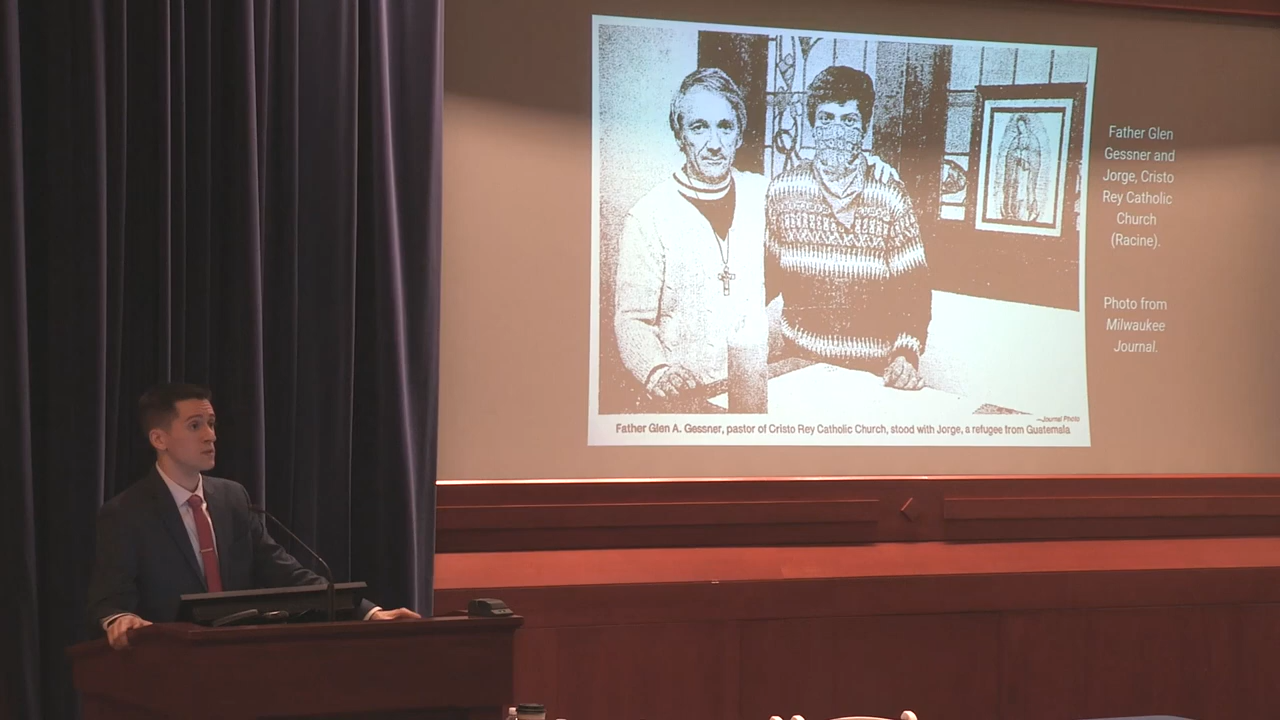 —Journal Photo
Father Glen A. Gessner, pastor of Cristo Rey Catholic Church, stood with Jorge, a refugee from Guatemala
Father Glen
Gessner and
Jorge, Cristo
Rey Catholic
Church
(Racine).
Photo from
Milwaukee
Journal.